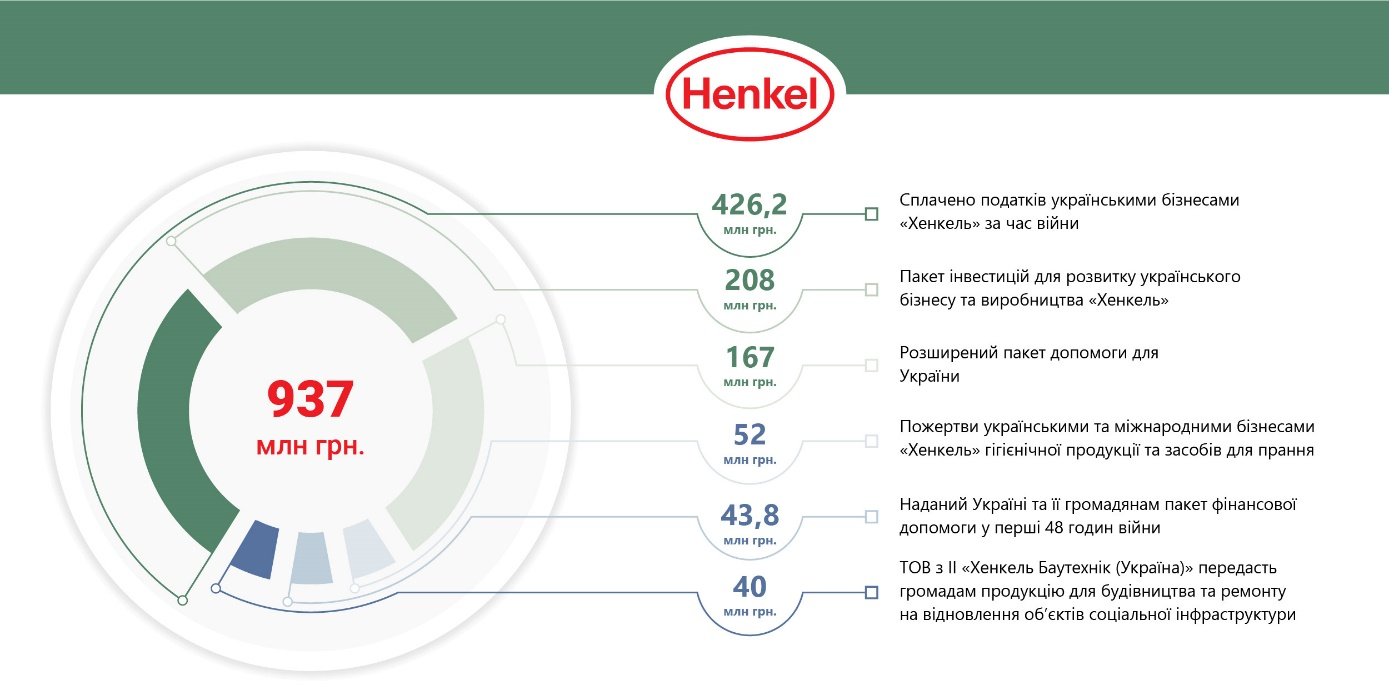 Henkel
937
млн грн.
426,2
млн грн.
Сплачено податків українськими бізнесами
«Хенкель» за час війни
208
млн грн.
Пакет інвестицій для розвитку українського
бізнесу та виробництва «Хенкель»
167
млн грн.
Розширений пакет допомоги для
України
52
млн грн.
Пожертви українськими та міжнародними бізнесами
«Хенкель» гігієнічної продукції та засобів для прання
43,8
млн грн.
Наданий Україні та її громадянам пакет фінансової
допомоги у перші 48 годин війни
40
млн грн.
ТОВ з ІІ «Хенкель Баутехнік (Україна)» передасть
громадам продукцію для будівництва та ремонту
на відновлення об’єктів соціальної інфраструктури